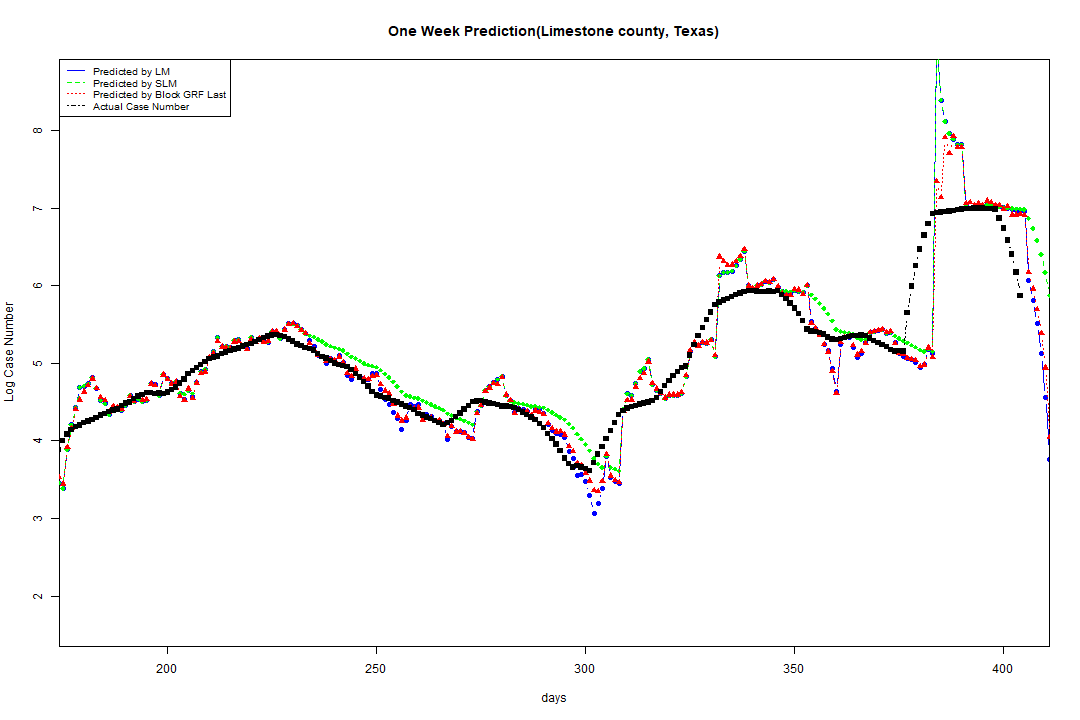 One Week Prediction(Limestone county, Texas)
Predicted by LM
Predicted by SLM
Predicted by Block GRF Last
Actual Case Number
Log Case Number
8
7
6
5
4
3
2
200 250 300 350 400
days